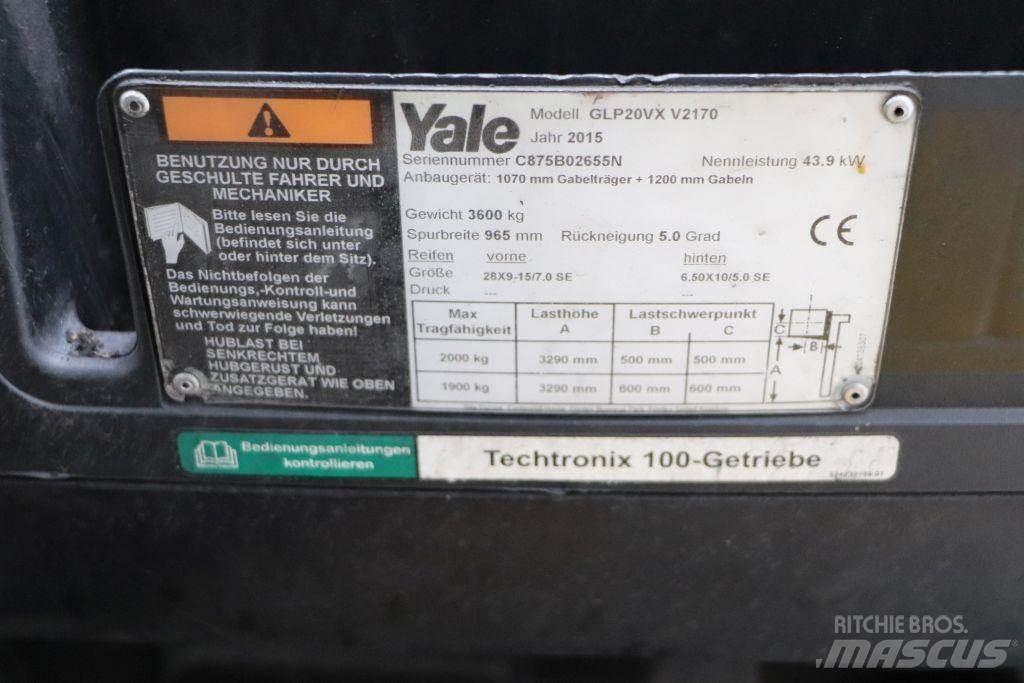 BENUTZUNG NUR DURCH
GESCHULTE FAHRER UND
MECHANIKER
Bitte lesen Sie die
Bedienungsanleitung
(befindet sich unter
oder hinter dem Sitz).
Das Nichtbefolgen der
Bedienungs,-Kontroll-und
Wartungsanweisung kann
schwerwiegende Verletzungen
und Tod zur Folge haben!
HUBLAST BEI
SENKRECHTEM
HUBGERUST UND
ZUSATZGERAT WIE OBEN
ANGEGEBEN.
Yale
Modell GLP20VX V2170
Jahr 2015
Seriennummer C875B02655N Nennleistung 43.9 kW
Anbaugerät: 1070 mm Gabelträger + 1200 mm Gabeln
Gewicht 3600 kg
Spurbreite 965 mm Rückneigung 5.0 Grad
CE
Reifen vorne hinten
Größe 28X9-15/7.0 SE 6.50X10/5.0 SE
Druck --- ---
Max Lasthöhe Lastschwerpunkt
Tragfähigkeit A B C
2000 kg 3290 mm 500 mm 500 mm
1900 kg 3290 mm 600 mm 600 mm
C
B
A
Bedienungsanleitungen
kontrollieren
Techtronix 100-Getriebe
RITCHIE BROS.
MASCUS